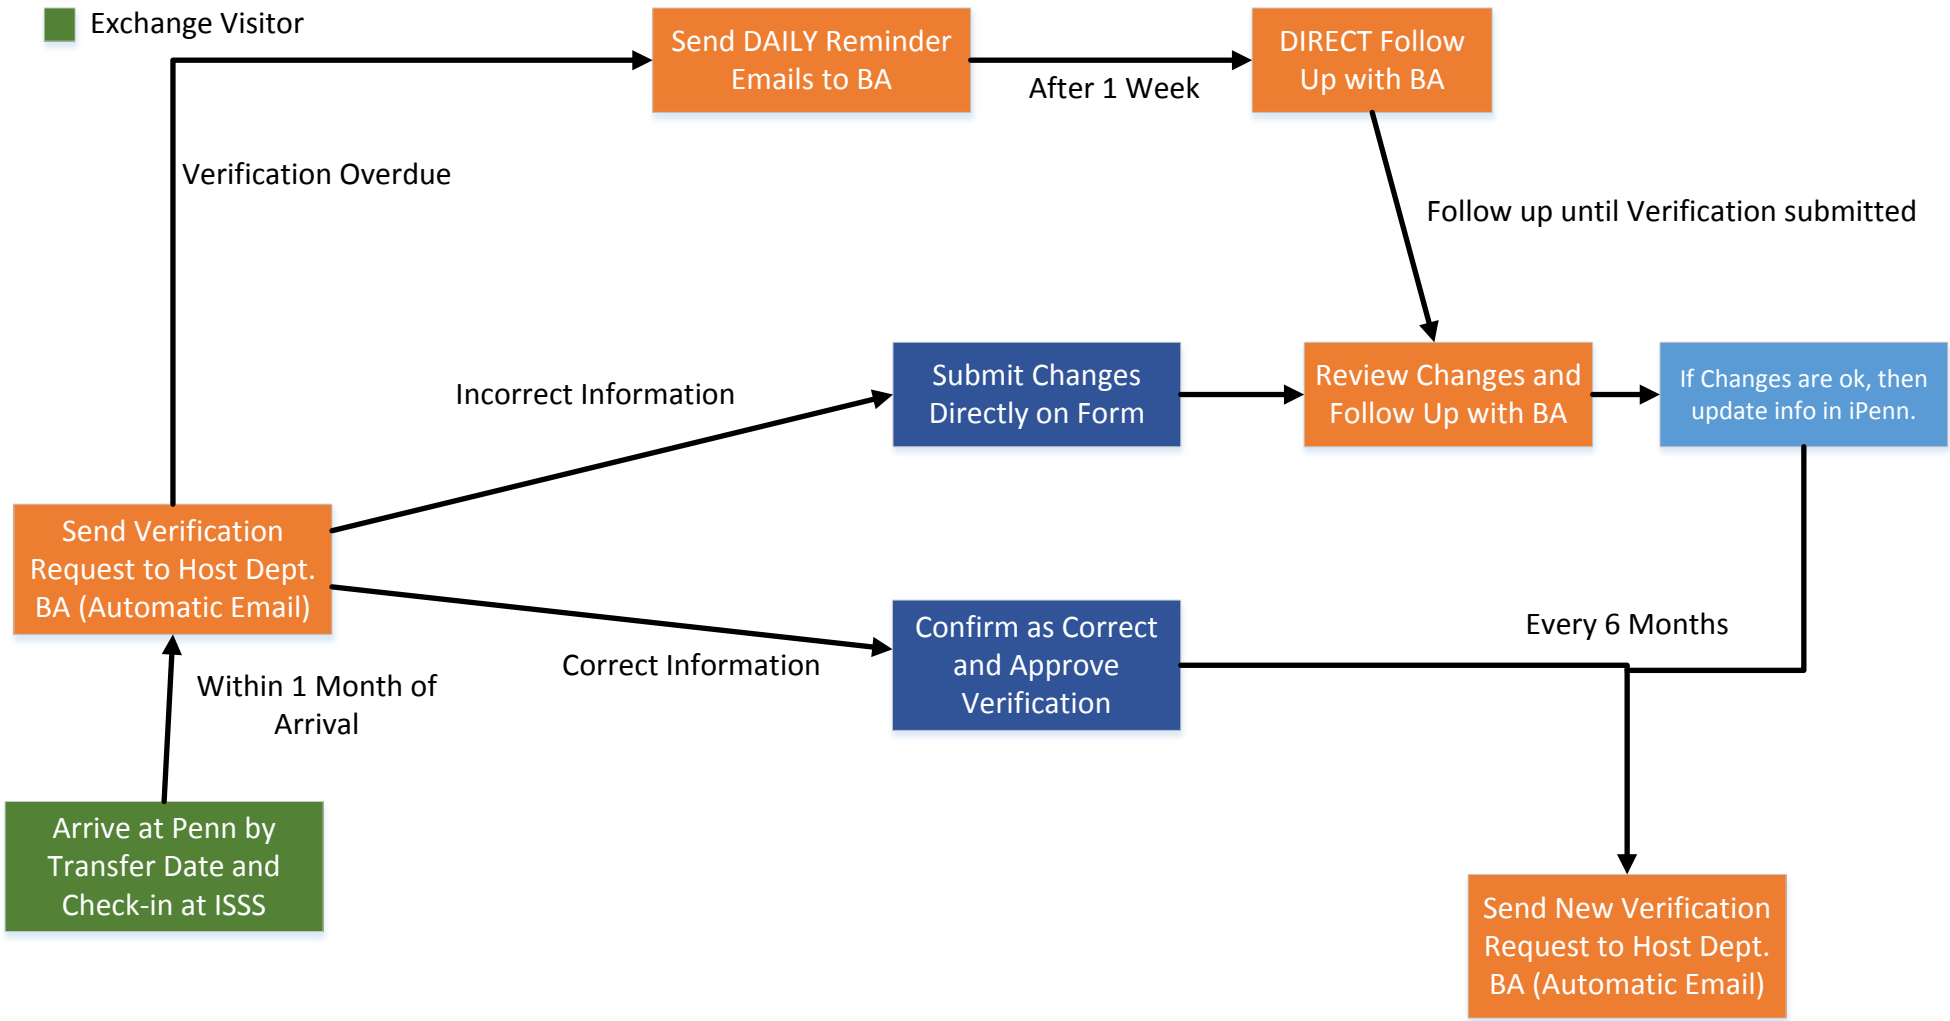 Exchange Visitor
Send DAILY Reminder
Emails to BA
After 1 Week
DIRECT Follow
Up with BA
Verification Overdue
Follow up until Verification submitted
Incorrect Information
Submit Changes
Directly on Form
Review Changes and
Follow Up with BA
If Changes are ok, then
update info in iPenn.
Send Verification
Request to Host Dept.
BA (Automatic Email)
Correct Information
Confirm as Correct
and Approve
Verification
Every 6 Months
Within 1 Month of
Arrival
Arrive at Penn by
Transfer Date and
Check-in at ISSS
Send New Verification
Request to Host Dept.
BA (Automatic Email)